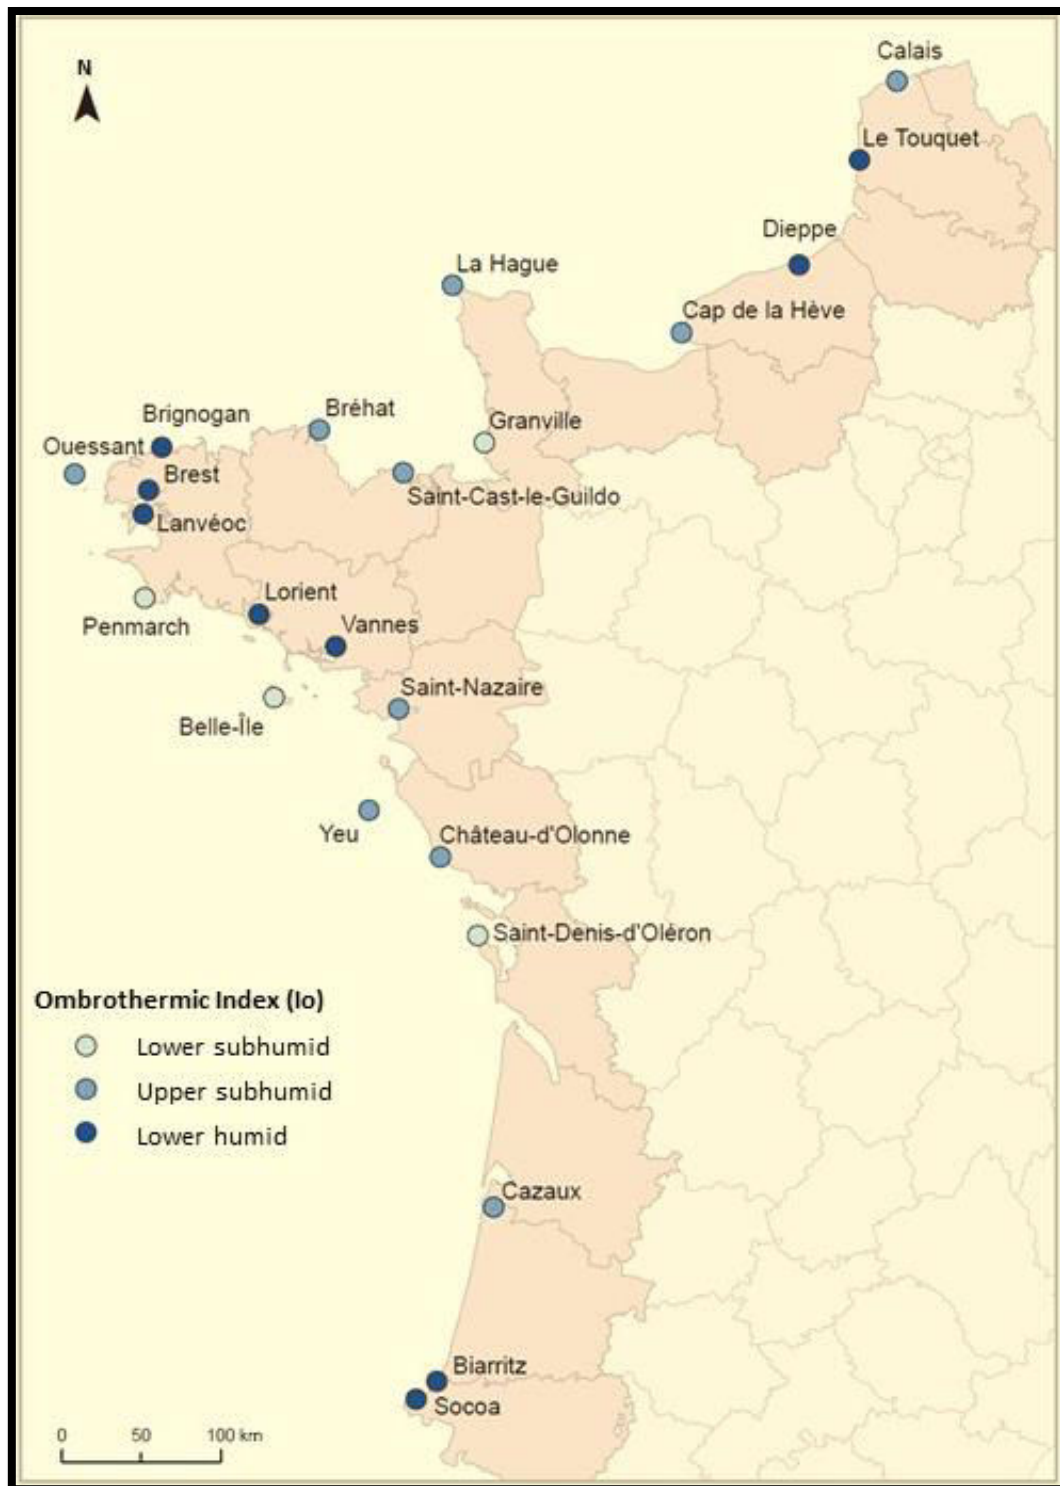 Calais
N
Le Touquet
Dieppe
La Hague
Cap de la Hève
Bréhat
Brignogan
Granville
Ouessant
Brest
Saint-Cast-le-Guildo
Lanvéoc
Lorient
Vannes
Penmarch
Saint-Nazaire
Belle-Île
Yeu
Château-d'Olonne
Saint-Denis-d'Oléron
Ombrothermic Index (Io)
Lower subhumid
Upper subhumid
Lower humid
Cazaux
Biarritz
Socoa
0 50 100 km